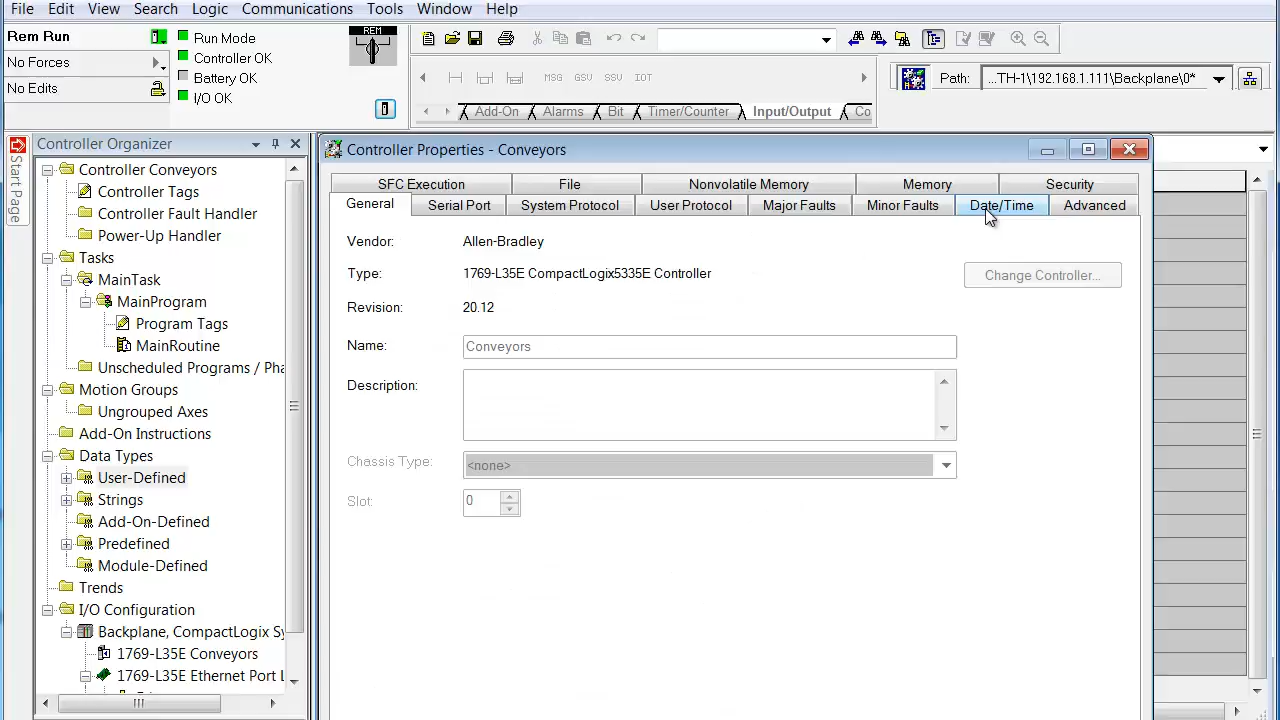 File Edit View Search Logic Communications Tools Window Help
Rem Run
No Forces
No Edits
Run Mode
Controller OK
Battery OK
I/O OK
REM
MSG GSV SSV IOT
Add-On Alarms Bit Timer/Counter Input/Output Co
Path: ...TH-1\192.168.1.111\Backplane\0*
Start Page
Controller Organizer
Controller Conveyors
Controller Tags
Controller Fault Handler
Power-Up Handler
Tasks
MainTask
MainProgram
Program Tags
MainRoutine
Unscheduled Programs / Pha
Motion Groups
Ungrouped Axes
Add-On Instructions
Data Types
User-Defined
Strings
Add-On-Defined
Predefined
Module-Defined
Trends
I/O Configuration
Backplane, CompactLogix Sy
1769-L35E Conveyors
1769-L35E Ethernet Port L
Controller Properties - Conveyors
SFC Execution File Nonvolatile Memory Memory Security
General Serial Port System Protocol User Protocol Major Faults Minor Faults Date/Time Advanced
Vendor: Allen-Bradley
Type: 1769-L35E CompactLogix5335E Controller
Change Controller...
Revision: 20.12
Name: Conveyors
Description:
Chassis Type: <none>
Slot: 0